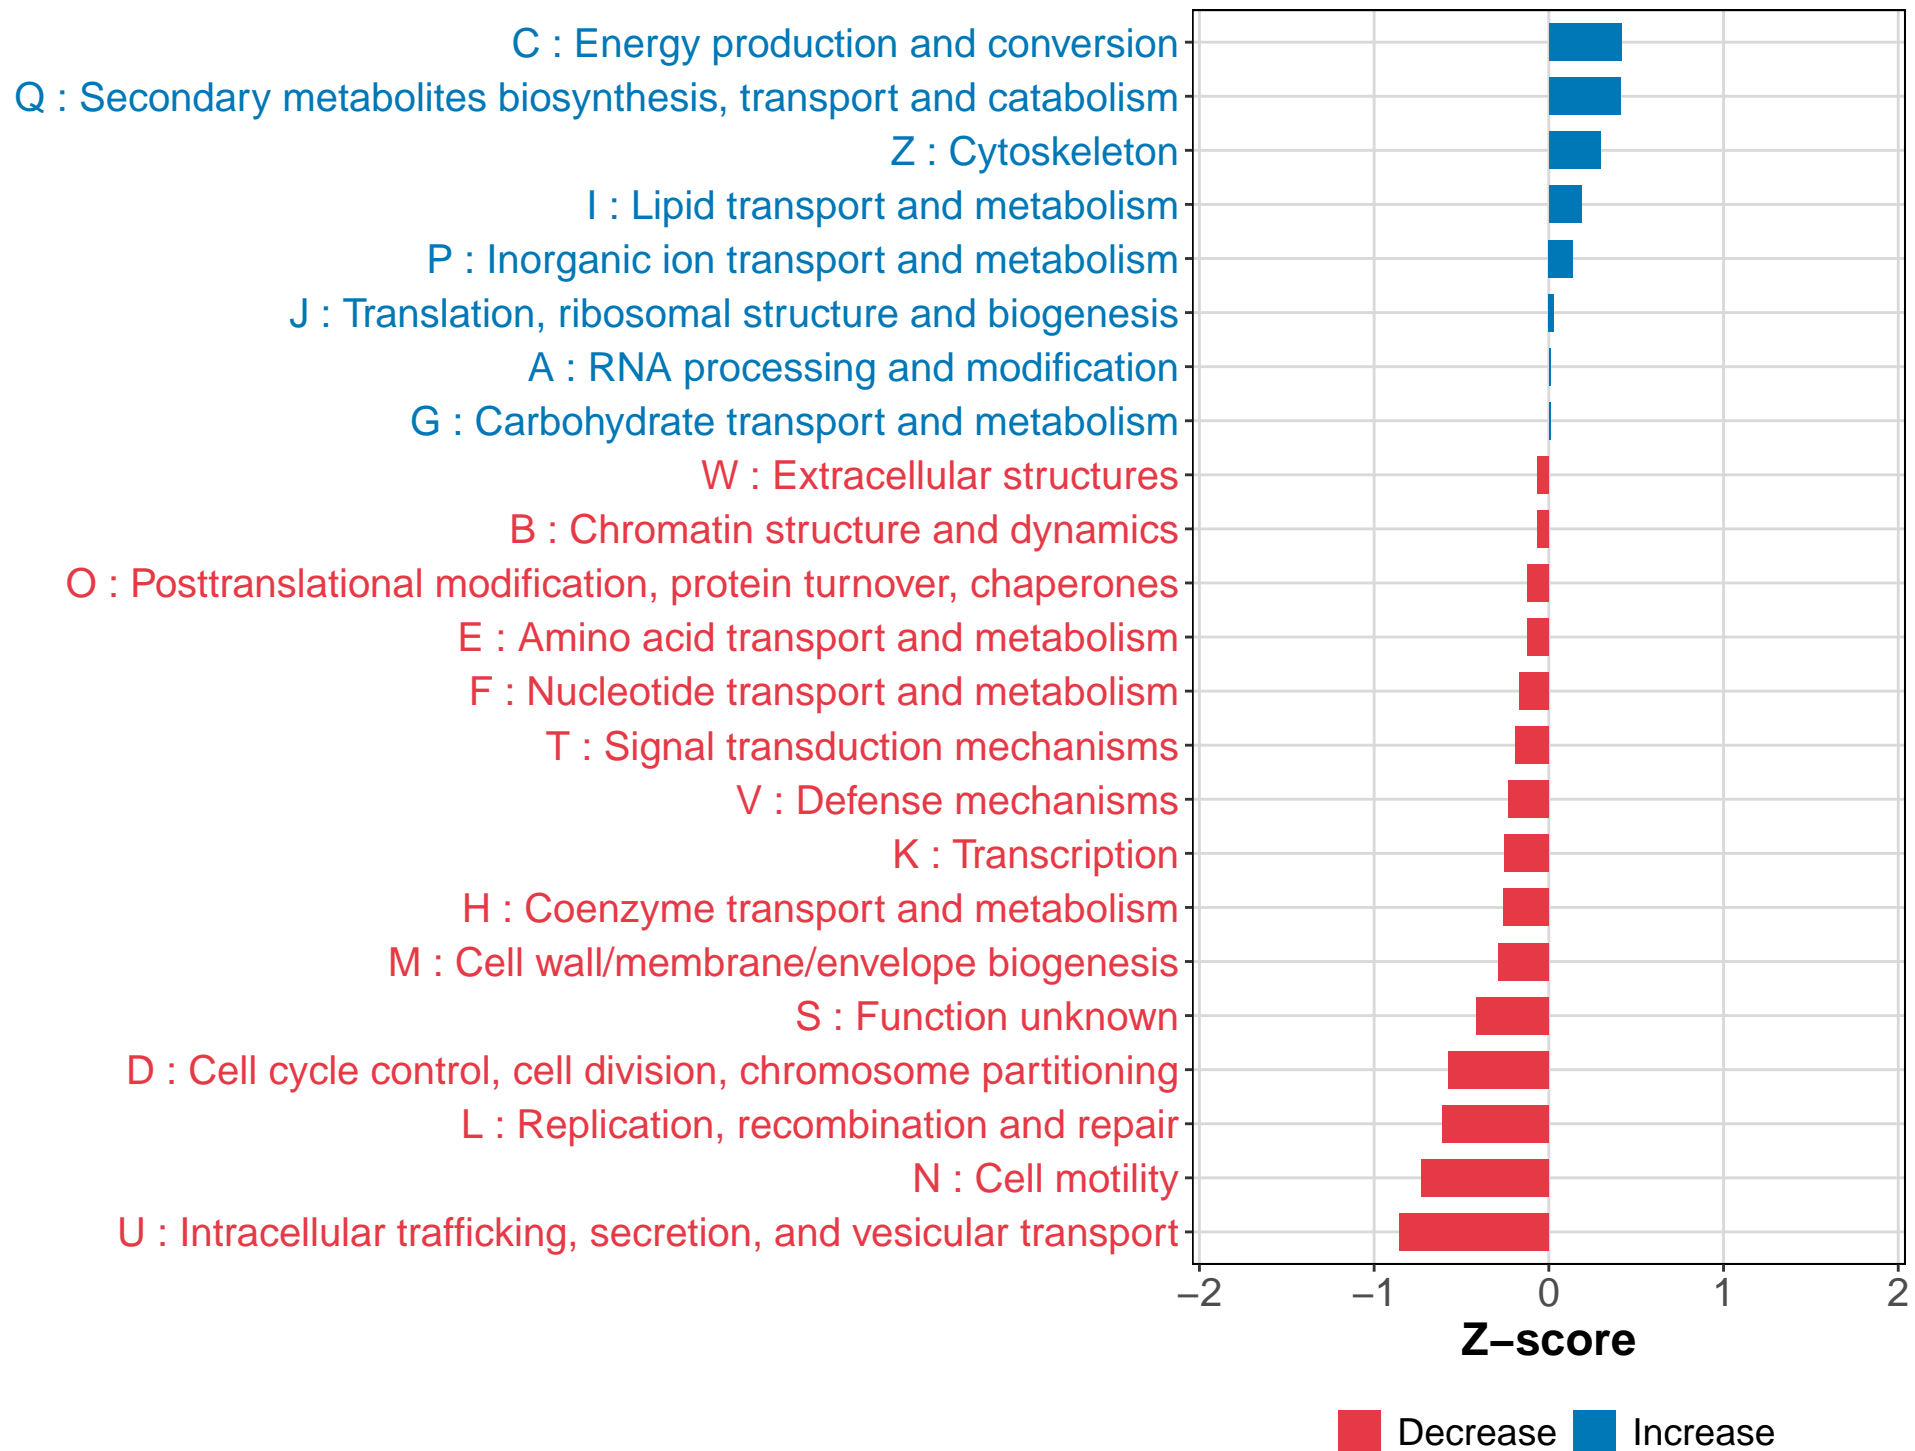 C : Energy production and conversion
Q : Secondary metabolites biosynthesis, transport and catabolism
Z : Cytoskeleton
I : Lipid transport and metabolism
P : Inorganic ion transport and metabolism
J : Translation, ribosomal structure and biogenesis
A : RNA processing and modification
G : Carbohydrate transport and metabolism
W : Extracellular structures
B : Chromatin structure and dynamics
O : Posttranslational modification, protein turnover, chaperones
E : Amino acid transport and metabolism
F : Nucleotide transport and metabolism
T : Signal transduction mechanisms
V : Defense mechanisms
K : Transcription
H : Coenzyme transport and metabolism
M : Cell wall/membrane/envelope biogenesis
S : Function unknown
D : Cell cycle control, cell division, chromosome partitioning
L : Replication, recombination and repair
N : Cell motility
U : Intracellular trafficking, secretion, and vesicular transport
−2 −1 0 1 2
Z−score
Decrease Increase